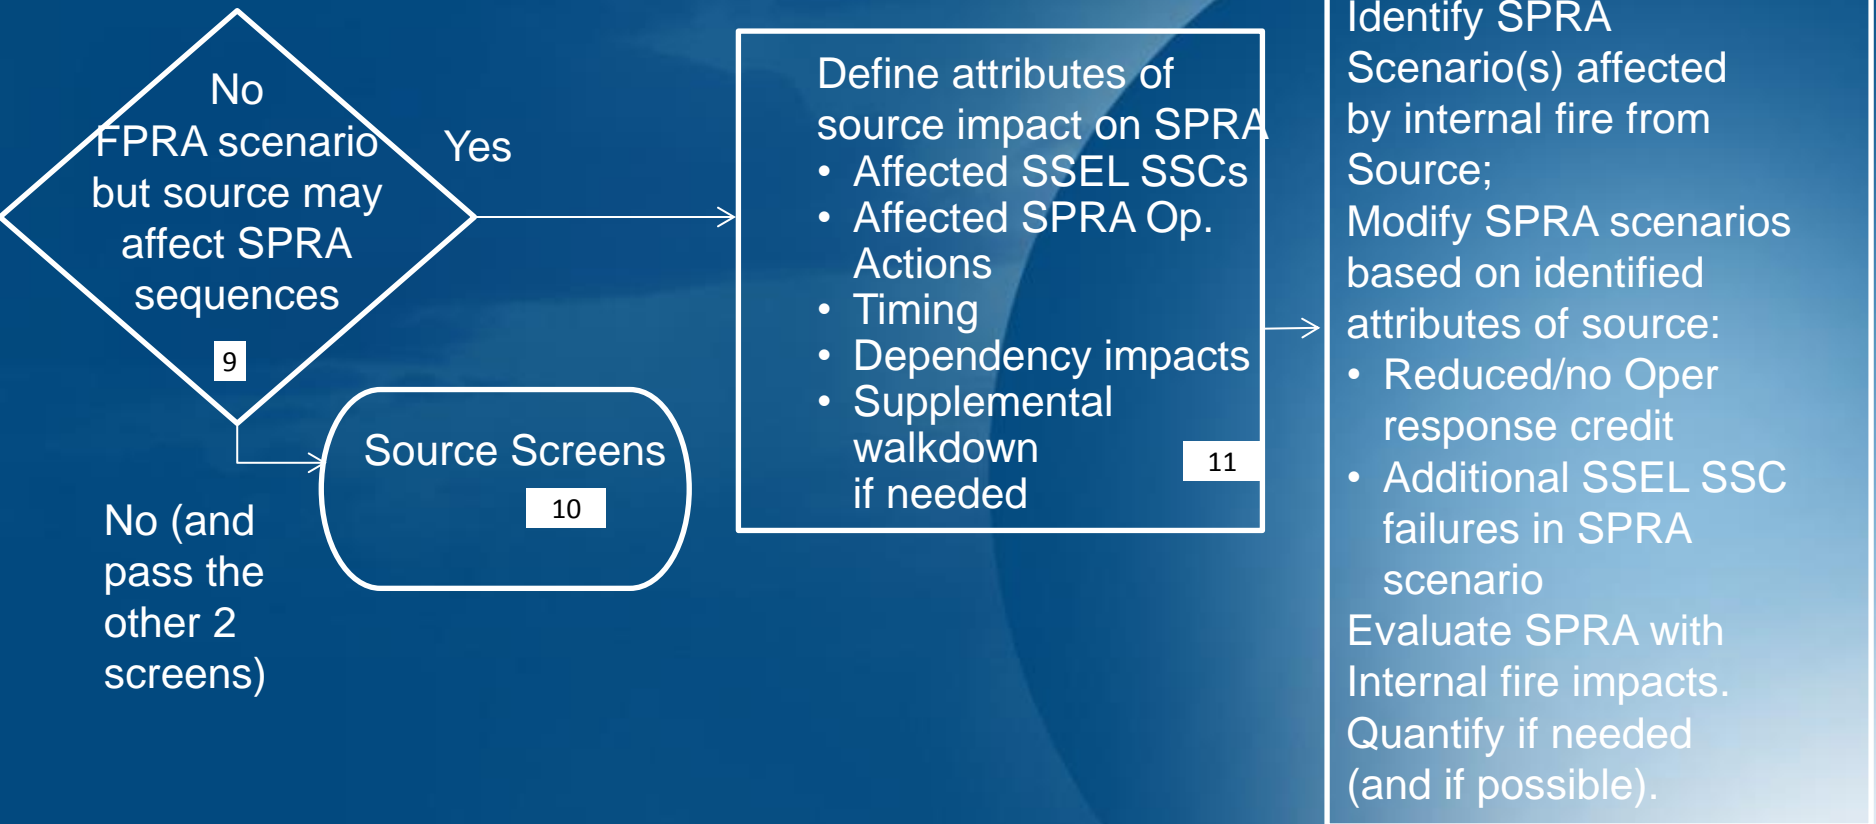 No
FPRA scenario
but source may
affect SPRA
sequences
9
Yes
No (and
pass the
other 2
screens)
Source Screens
10
Define attributes of
source impact on SPRA
• Affected SSEL SSCs
• Affected SPRA Op.
Actions
• Timing
• Dependency impacts
• Supplemental
walkdown
if needed
11
Identify SPRA
Scenario(s) affected
by internal fire from
Source;
Modify SPRA scenarios
based on identified
attributes of source:
• Reduced/no Oper
response credit
• Additional SSEL SSC
failures in SPRA
scenario
Evaluate SPRA with
Internal fire impacts.
Quantify if needed
(and if possible).